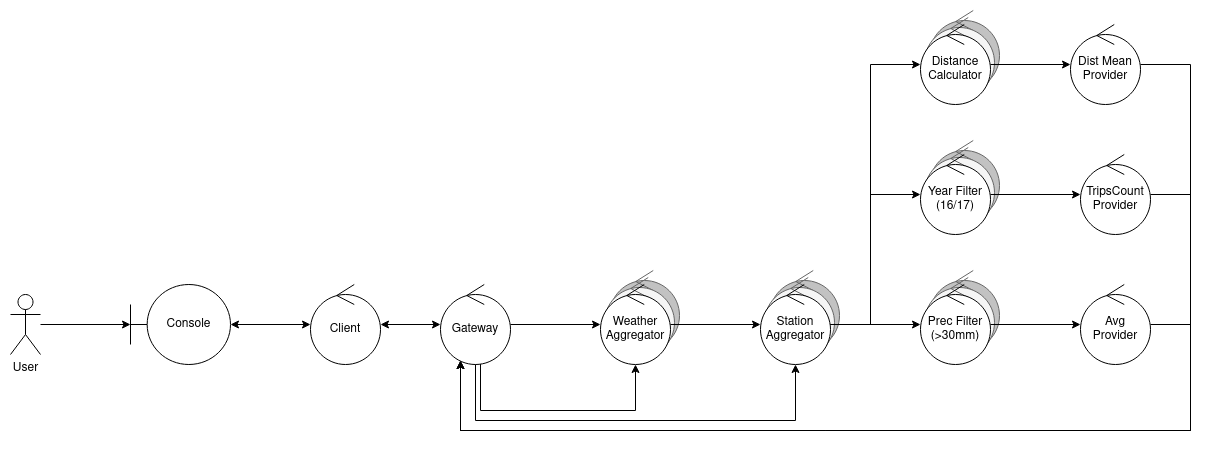 Distance
Calculator
Dist Mean
Provider
Year Filter
(16/17)
TripsCount
Provider
User
Console
Client
Gateway
Weather
Aggregator
Station
Aggregator
Prec Filter
(>30mm)
Avg
Provider